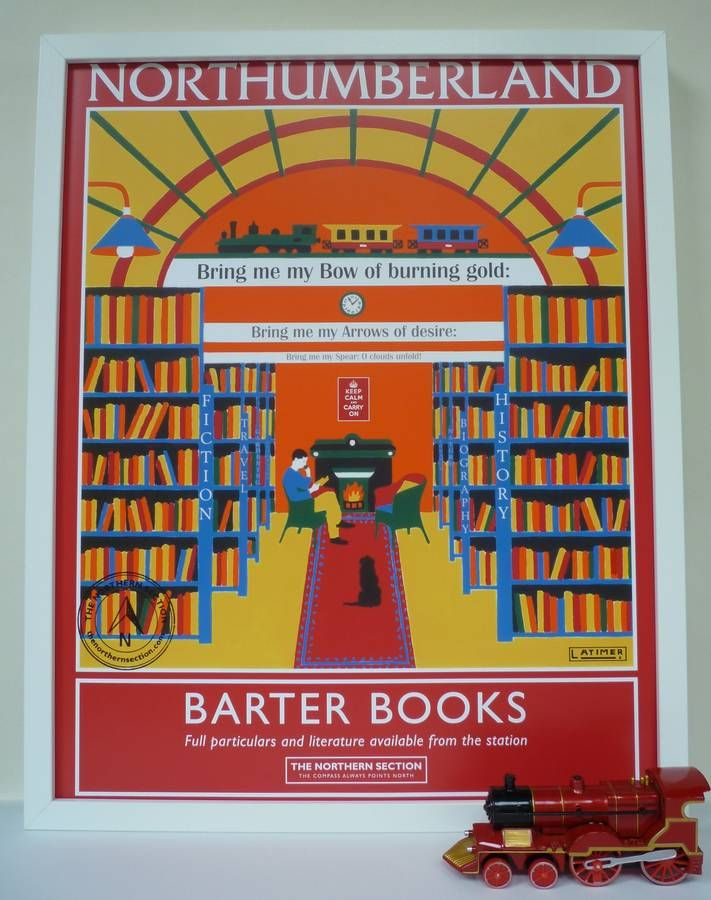 NORTHUMBERLAND
Bring me my Bow of burning gold:
Bring me my Arrows of desire:
Bring me my Spear: O clouds unfold!
KEEP
CALM
AND
CARRY
ON
FICTION
TRAVEL
BIOGRAPHY
HISTORY
THE NORTHERN SECTION
N
thenorthernsection.com
LATIMER
BARTER BOOKS
Full particulars and literature available from the station
THE NORTHERN SECTION
THE COMPASS ALWAYS POINTS NORTH